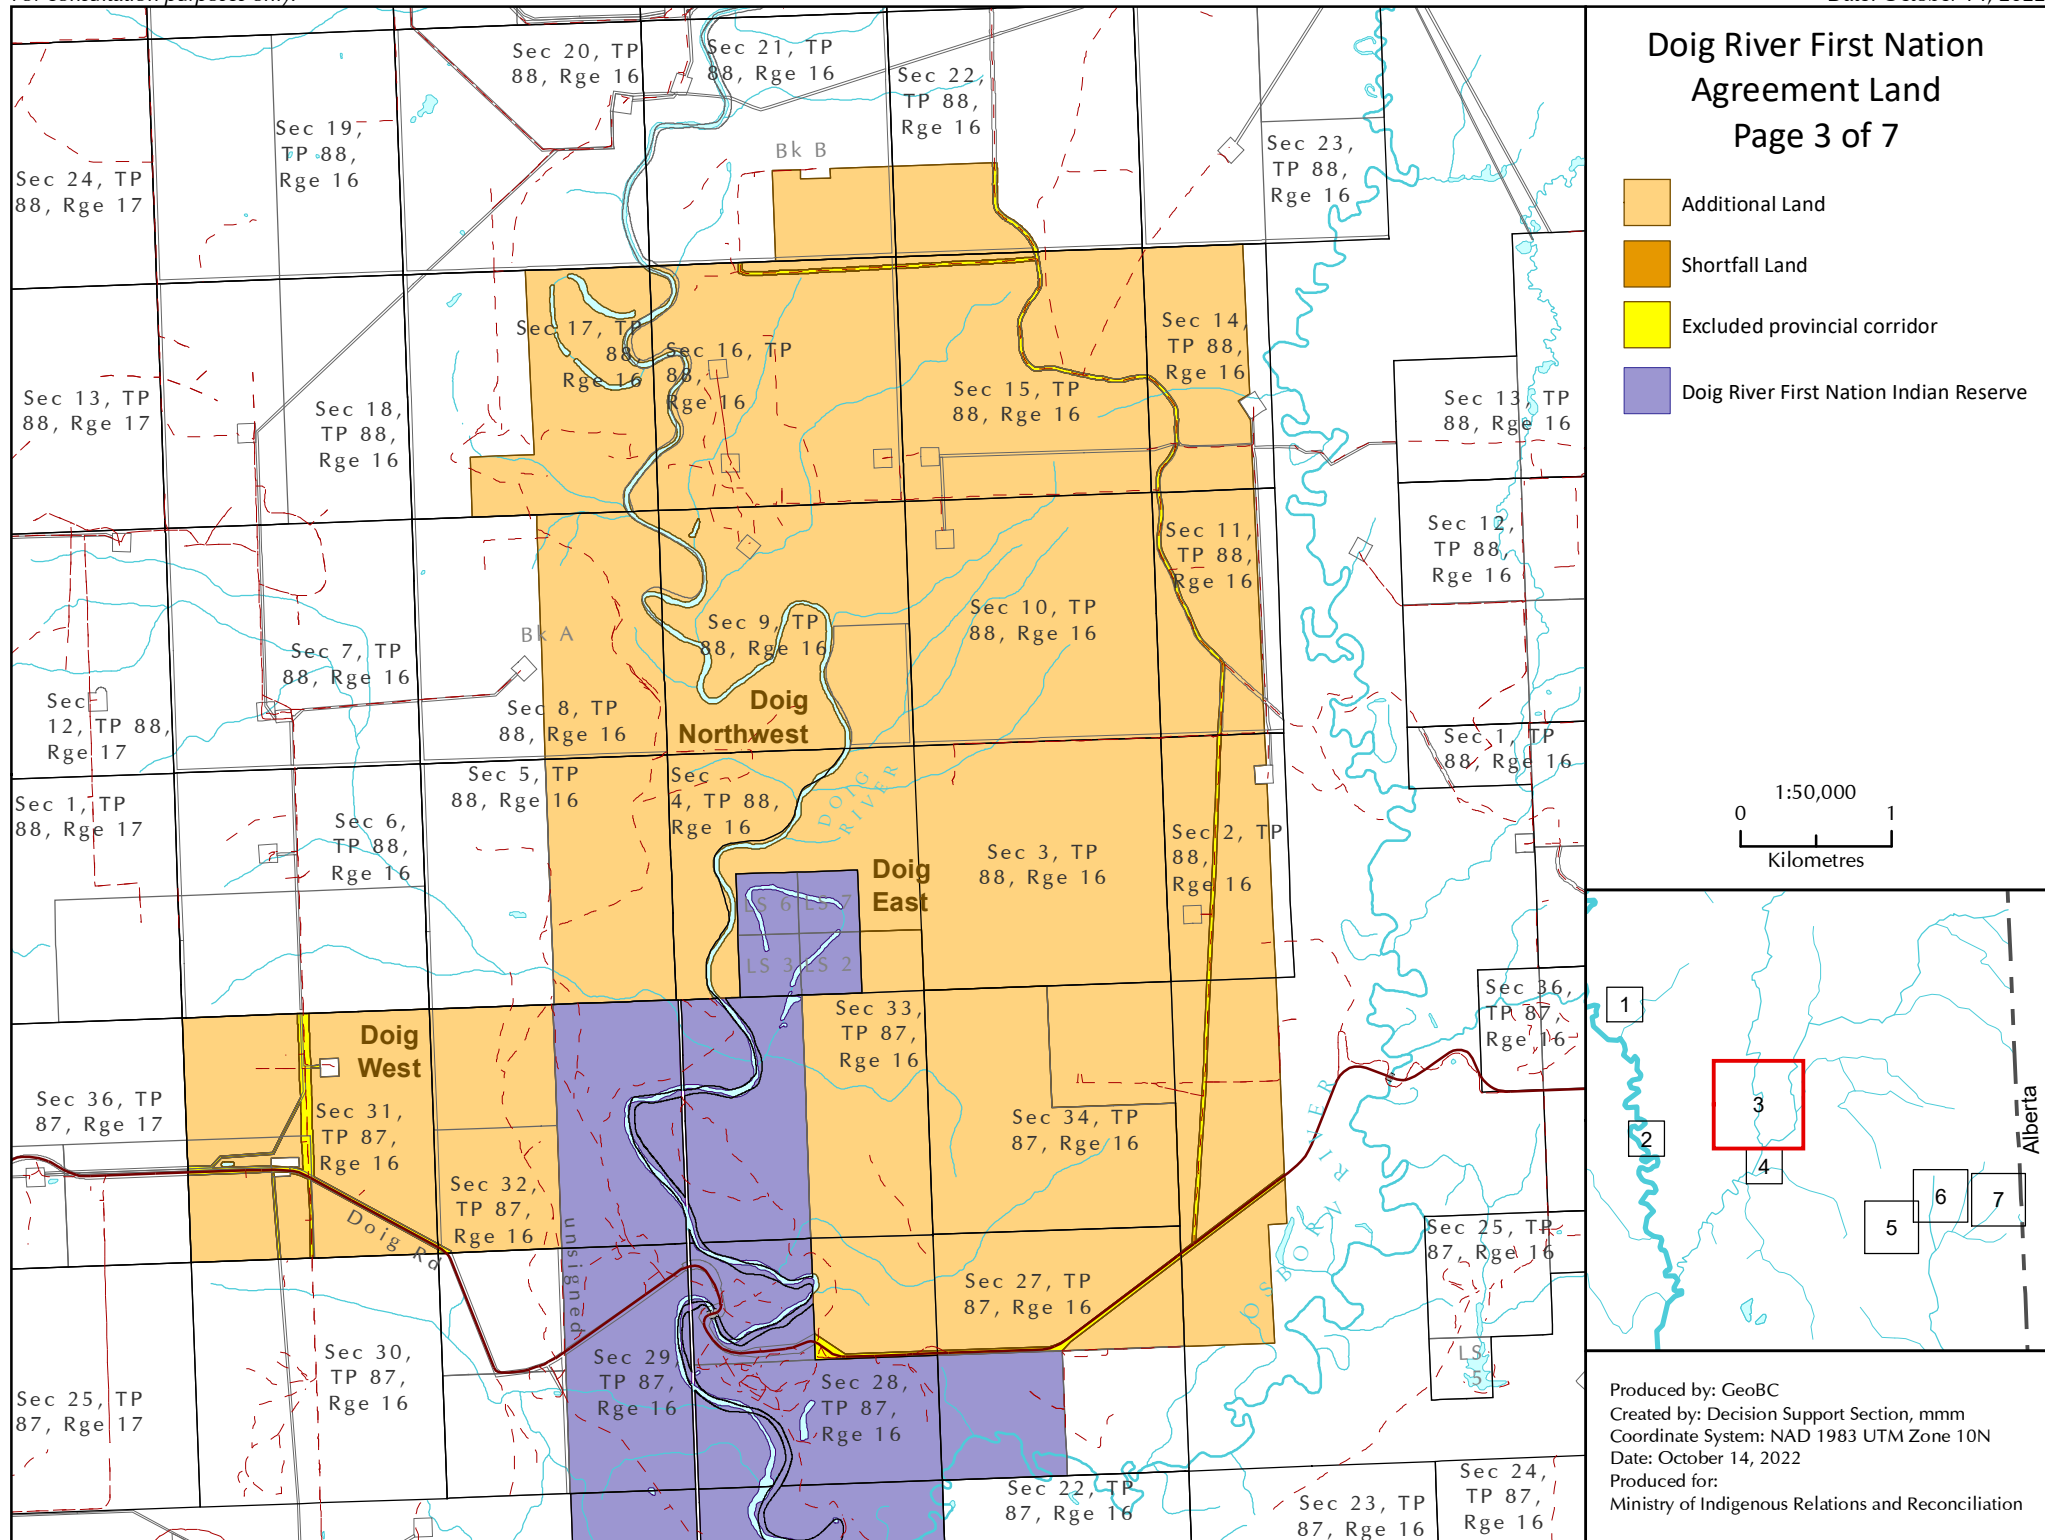 Doig River First Nation
Agreement Land
Page 3 of 7
Additional Land
Shortfall Land
Excluded provincial corridor
Doig River First Nation Indian Reserve
1:50,000
0 1
Kilometres
1
2
3
4
5
6
7
Alberta
Produced by: GeoBC
Created by: Decision Support Section, mmm
Coordinate System: NAD 1983 UTM Zone 10N
Date: October 14, 2022
Produced for:
Ministry of Indigenous Relations and Reconciliation
Sec 20, TP
88, Rge 16
Sec 21, TP
88, Rge 16
Sec 22,
TP 88,
Rge 16
Sec 19,
TP 88,
Rge 16
Bk B
Sec 23,
TP 88,
Rge 16
Sec 24, TP
88, Rge 17
Sec 17, TP
88,
Rge 16
Sec 16, TP
88,
Rge 16
Sec 14,
TP 88,
Rge 16
Sec 15, TP
88, Rge 16
Sec 13, TP
88, Rge 17
Sec 18,
TP 88,
Rge 16
Sec 13, TP
88, Rge 16
Sec 11,
TP 88,
Rge 16
Sec 12,
TP 88,
Rge 16
Bk A
Sec 9, TP
88, Rge 16
Sec 10, TP
88, Rge 16
Sec 7, TP
88, Rge 16
Sec
12, TP 88,
Rge 17
Sec 8, TP
88, Rge 16
Doig
Northwest
Sec 1, TP
88, Rge 16
Sec 1, TP
88, Rge 17
Sec 5, TP
88, Rge 16
Sec
4, TP 88,
Rge 16
DOIG
RIVER
Sec 6,
TP 88,
Rge 16
Sec 3, TP
88, Rge 16
Sec 2, TP
88,
Rge 16
Doig
East
LS 6
LS 7
LS 3
LS 2
Sec 36,
TP 87,
Rge 16
Doig
West
Sec 33,
TP 87,
Rge 16
Sec 36, TP
87, Rge 17
Sec 31,
TP 87,
Rge 16
Sec 34, TP
87, Rge 16
Sec 32,
TP 87,
Rge 16
Doig Rd
unsigned
OSBORN RIVER
Sec 25, TP
87, Rge 16
Sec 27, TP
87, Rge 16
Sec 30,
TP 87,
Rge 16
Sec 29,
TP 87,
Rge 16
Sec 28,
TP 87,
Rge 16
LS
5
Sec 25, TP
87, Rge 17
Sec 22, TP
87, Rge 16
Sec 23, TP
87, Rge 16
Sec 24,
TP 87,
Rge 16